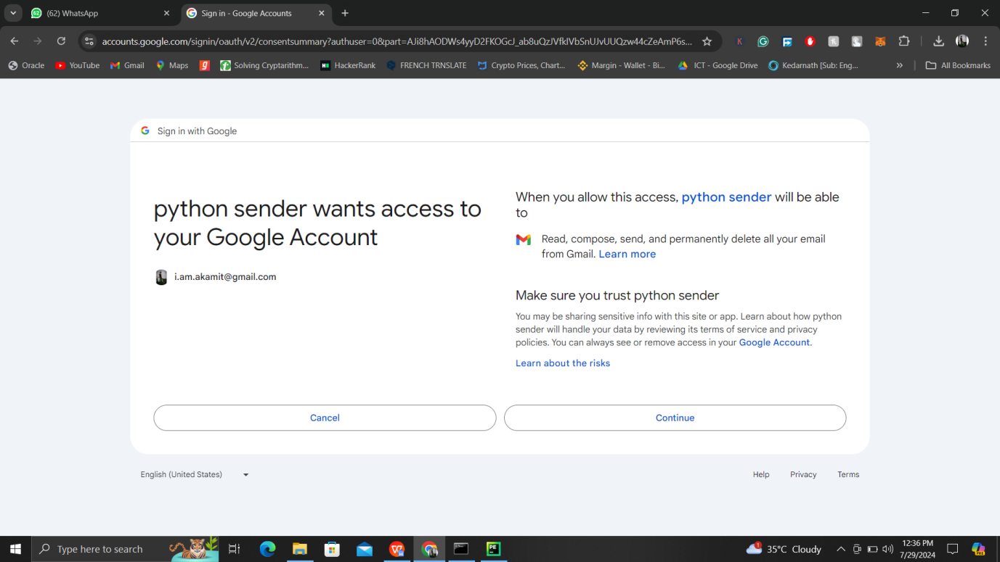 (62) WhatsApp
Sign in - Google Accounts
accounts.google.com/signin/oauth/v2/consentsummary?authuser=0&part=AJi8hAODWs4yyD2FKOGcJ_ab8uQzJVfkIVbSnUJvUUQzw44cZeAmP6s...
Oracle YouTube Gmail Maps Solving Cryptarithm... HackerRank FRENCH TRNSLATE Crypto Prices, Chart... Margin - Wallet - Bi... ICT - Google Drive Kedarnath [Sub: Eng... » All Bookmarks
Sign in with Google
python sender wants access to
your Google Account
i.am.akamit@gmail.com
When you allow this access, python sender will be able
to
Read, compose, send, and permanently delete all your email
from Gmail. Learn more
Make sure you trust python sender
You may be sharing sensitive info with this site or app. Learn about how python
sender will handle your data by reviewing its terms of service and privacy
policies. You can always see or remove access in your Google Account.
Learn about the risks
Cancel
Continue
English (United States)
Help Privacy Terms
Type here to search
35°C Cloudy
12:36 PM
7/29/2024